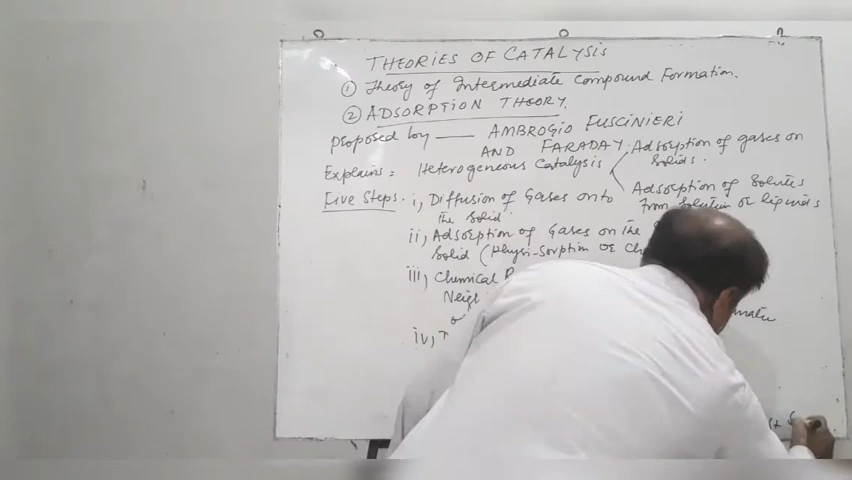 THEORIES OF CATALYSIS
① Theory of Intermediate Compound Formation.
② ADSORPTION THEORY
Proposed by —— AMBROGIO FUSCINIERI
AND FARADAY.
Explains = Heterogeneous Catalysis
Adsorption of gases on
Solids.
Adsorption of Solutes
From Solution or liquids
Five Steps. i, Diffusion of Gases onto
the Solid.
ii, Adsorption of Gases on the
Solid (Physi-Sorption or Ch
iii, Chemical
Neig
iv,